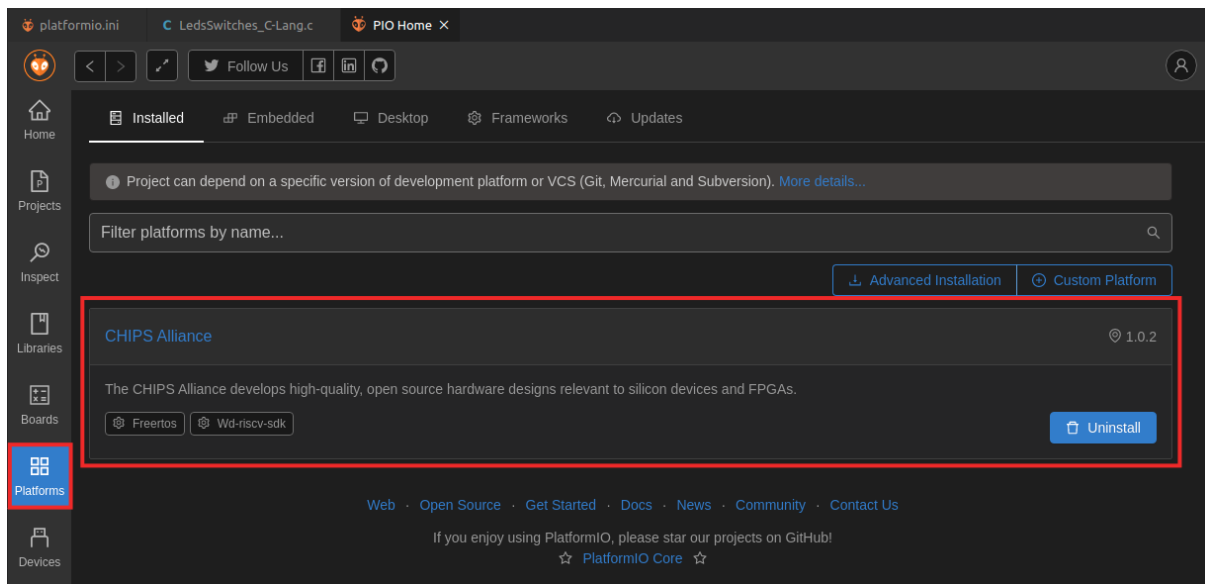 platformio.ini C LedsSwitches_C-Lang.c PIO Home
Follow Us
Home
Projects
Inspect
Libraries
Boards
Platforms
Devices
Installed Embedded Desktop Frameworks Updates
Project can depend on a specific version of development platform or VCS (Git, Mercurial and Subversion). More details...
Filter platforms by name...
Advanced Installation Custom Platform
CHIPS Alliance 1.0.2
The CHIPS Alliance develops high-quality, open source hardware designs relevant to silicon devices and FPGAs.
Freertos Wd-riscv-sdk Uninstall
Web · Open Source · Get Started · Docs · News · Community · Contact Us
If you enjoy using PlatformIO, please star our projects on GitHub!
PlatformIO Core